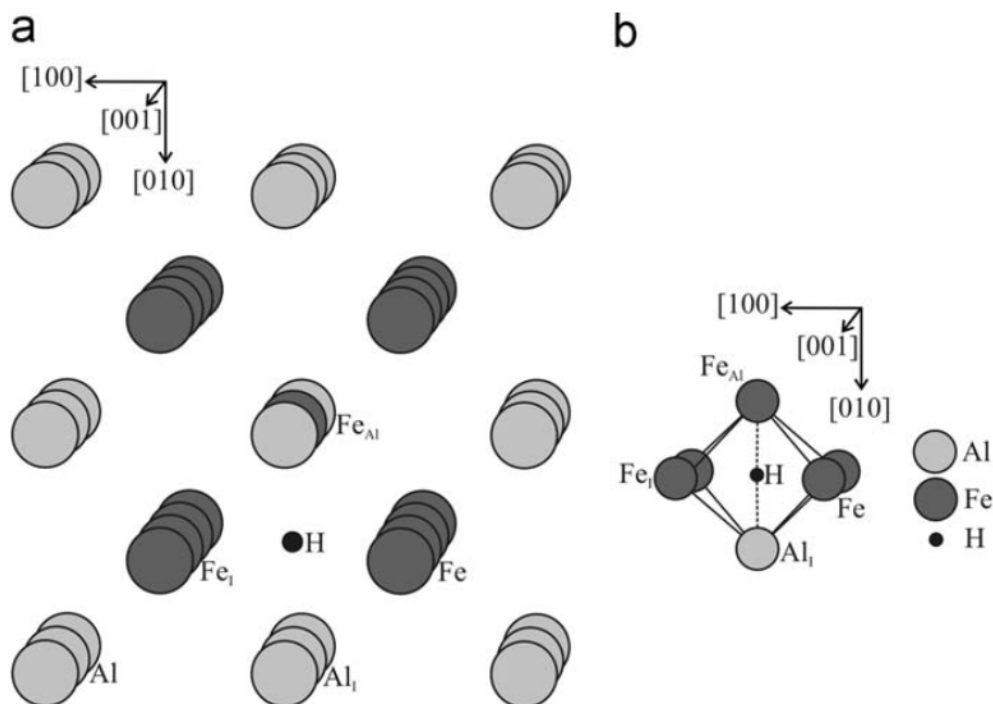 a
[100]
[001]
[010]
Fe_Al
H
Fe_I
Fe
Al
Al_I
b
[100]
[001]
[010]
Fe_Al
Fe_I
H
Fe
Al_I
Al
Fe
H